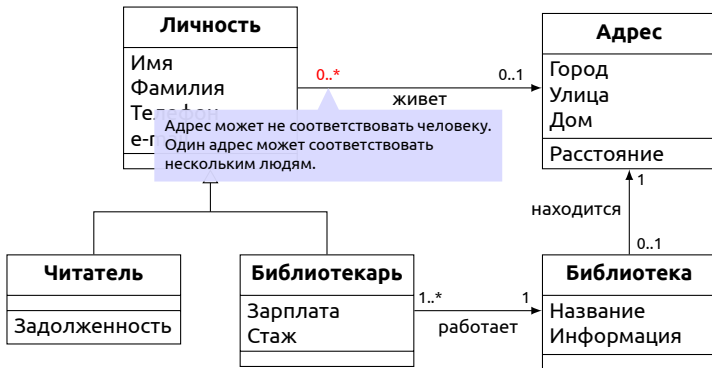 Личность
Имя
Фамилия
0..*
0..1
живет
Адрес
Город
Улица
Дом
Расстояние
Адрес может не соответствовать человеку.
Один адрес может соответствовать
нескольким людям.
1
находится
0..1
Читатель
Задолженность
Библиотекарь
Зарплата
Стаж
1..*
1
работает
Библиотека
Название
Информация